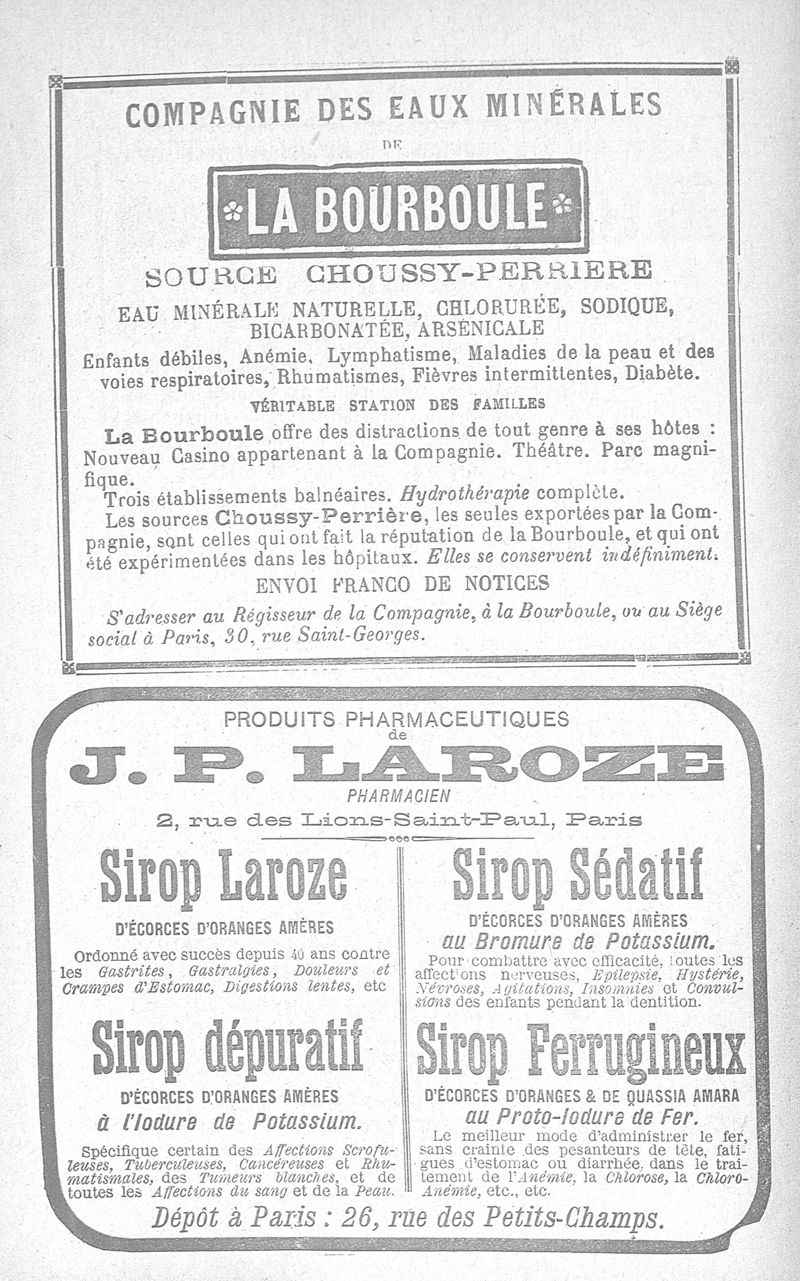 COMPAGNIE DES EAUX MINÉRALES
DE
LA BOURBOULE
SOURCE CHOUSSY-PERRIERE
EAU MINÉRALE NATURELLE, CHLORURÉE, SODIQUE,
BICARBONATÉE, ARSENICALE
Enfants débiles, Anémie, Lymphatisme, Maladies de la peau et des
voies respiratoires, Rhumatismes, Fièvres intermittentes, Diabète.
VÉRITABLE STATION DES FAMILLES
La Bourboule offre des distractions de tout genre à ses hôtes :
Nouveau Casino appartenant à la Compagnie. Théâtre. Parc magni-
fique.
Trois établissements balnéaires. Hydrothérapie complète.
Les sources Choussy-Perrière, les seules exportées par la Com-
pagnie, sont celles qui ont fait la réputation de la Bourboule, et qui ont
été expérimentées dans les hôpitaux. Elles se conservent indéfiniment.
ENVOI FRANCO DE NOTICES
S'adresser au Régisseur de la Compagnie, à la Bourboule, ou au Siège
social à Paris, 30, rue Saint-Georges.
PRODUITS PHARMACEUTIQUES
de
J. P. LAROZE
PHARMACIEN
2, rue des Lions-Saint-Paul, Paris
Sirop Laroze
D'ÉCORCES D'ORANGES AMÈRES
Ordonné avec succès depuis 40 ans contre
les Gastrites, Gastralgies, Douleurs et
Crampes d'Estomac, Digestions lentes, etc
Sirop dépuratif
D'ÉCORCES D'ORANGES AMÈRES
à l'Iodure de Potassium.
Spécifique certain des Affections Scrofu-
leuses, Tuberculeuses, Cancéreuses et Rhu-
matismales, des Tumeurs blanches, et de
toutes les Affections du sang et de la Peau.
Sirop Sédatif
D'ÉCORCES D'ORANGES AMÈRES
au Bromure de Potassium.
Pour combattre avec efficacité, toutes les
affections nerveuses, Epilepsie, Hystérie,
Névroses, Agitations, Insomnies et Convul-
sions des enfants pendant la dentition.
Sirop Ferrugineux
D'ÉCORCES D'ORANGES & DE QUASSIA AMARA
au Proto-Iodure de Fer.
Le meilleur mode d'administrer le fer,
sans crainte des pesanteurs de tête, fati-
gues d'estomac ou diarrhée, dans le trai-
tement de l'Anémie, la Chlorose, la Chloro-
Anémie, etc., etc.
Dépôt à Paris : 26, rue des Petits-Champs.